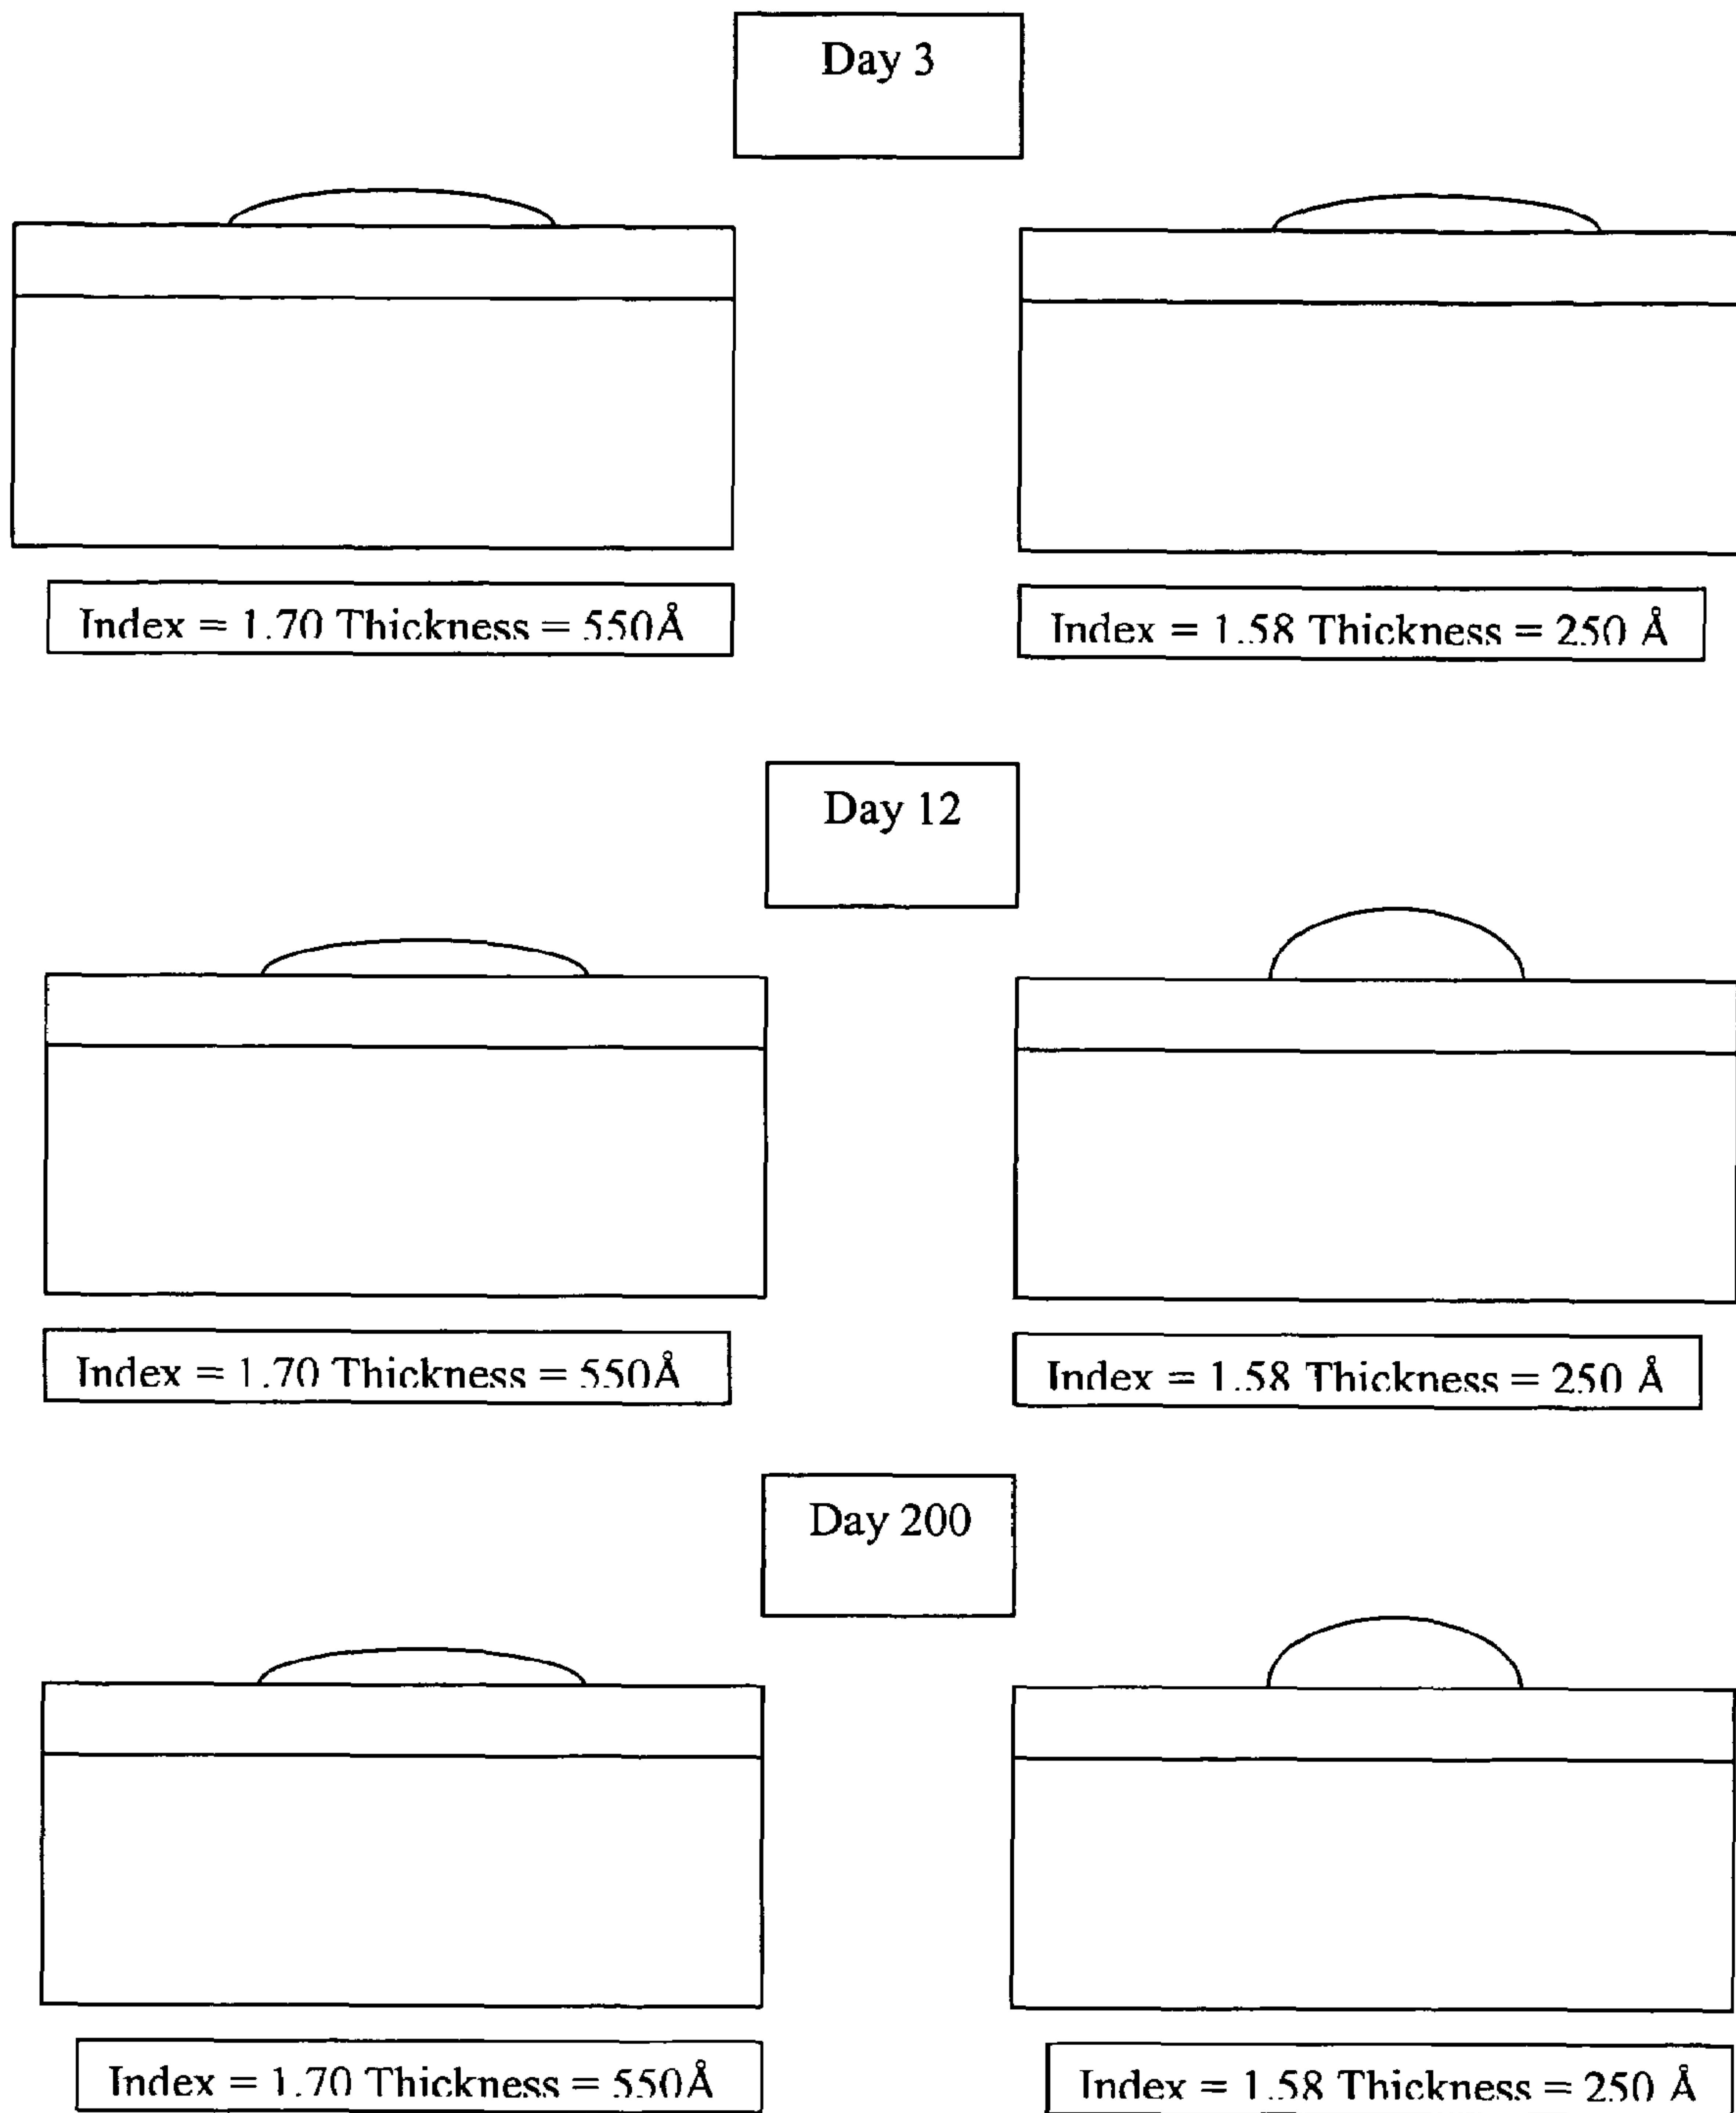 Day 3
Index = 1.70 Thickness = 550Å
Index = 1.58 Thickness = 250 Å
Day 12
Index = 1.70 Thickness = 550Å
Index = 1.58 Thickness = 250 Å
Day 200
Index = 1.70 Thickness = 550Å
Index = 1.58 Thickness = 250 Å